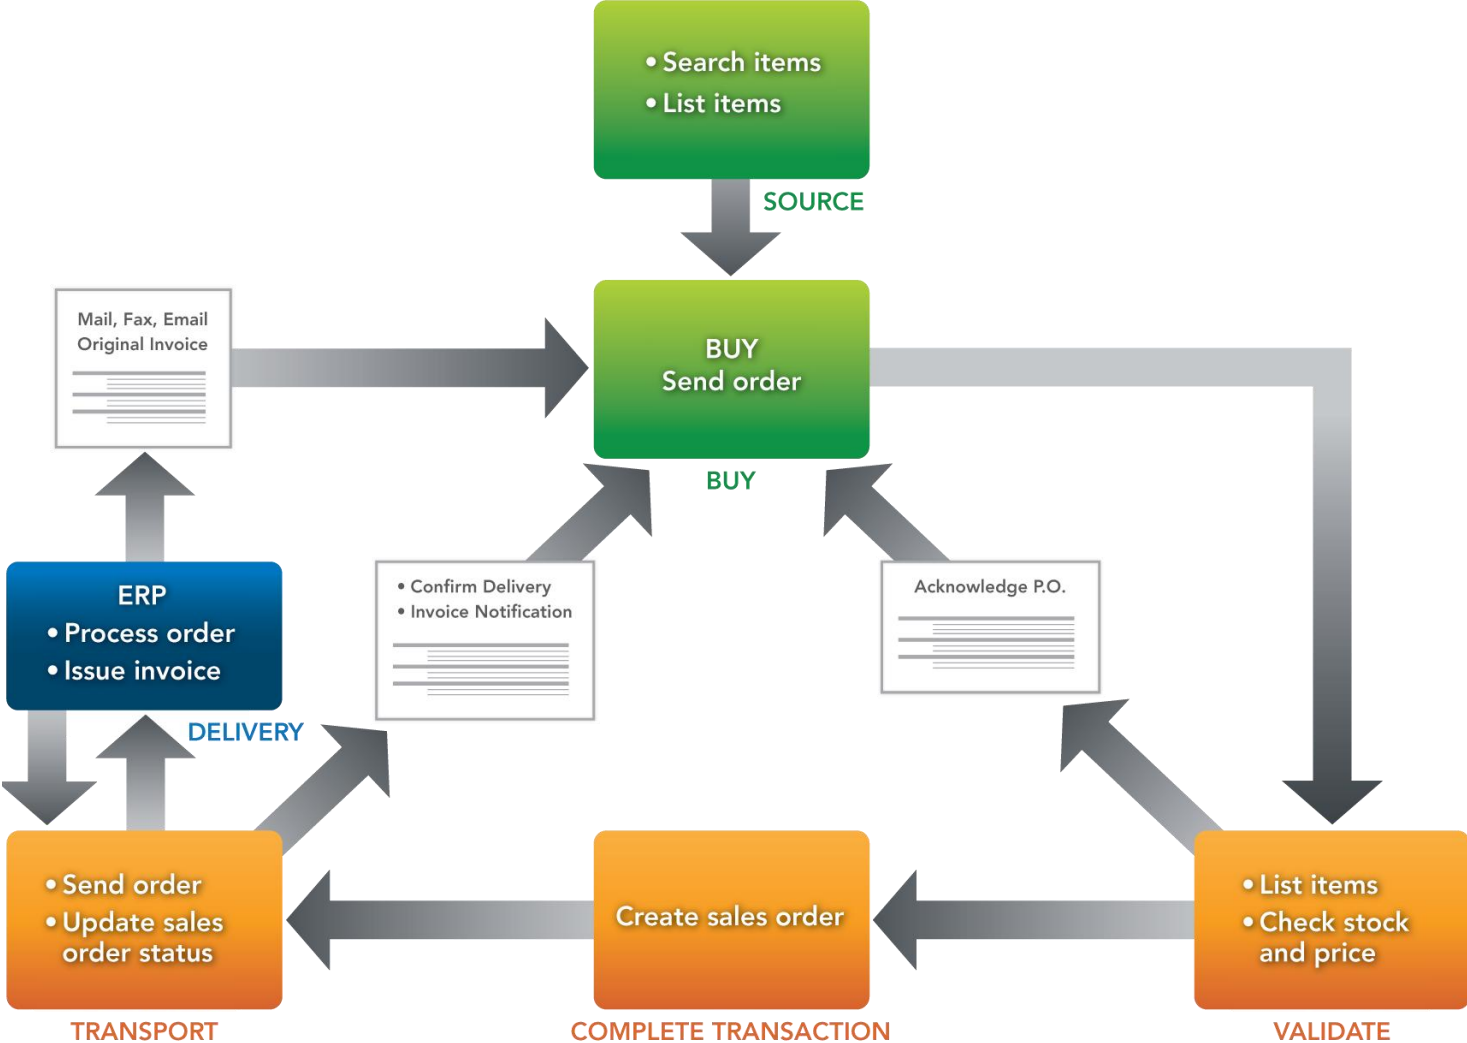 • Search items
• List items
SOURCE
Mail, Fax, Email
Original Invoice
BUY
Send order
BUY
ERP
• Process order
• Issue invoice
DELIVERY
• Confirm Delivery
• Invoice Notification
Acknowledge P.O.
• Send order
• Update sales
order status
TRANSPORT
Create sales order
COMPLETE TRANSACTION
• List items
• Check stock
and price
VALIDATE